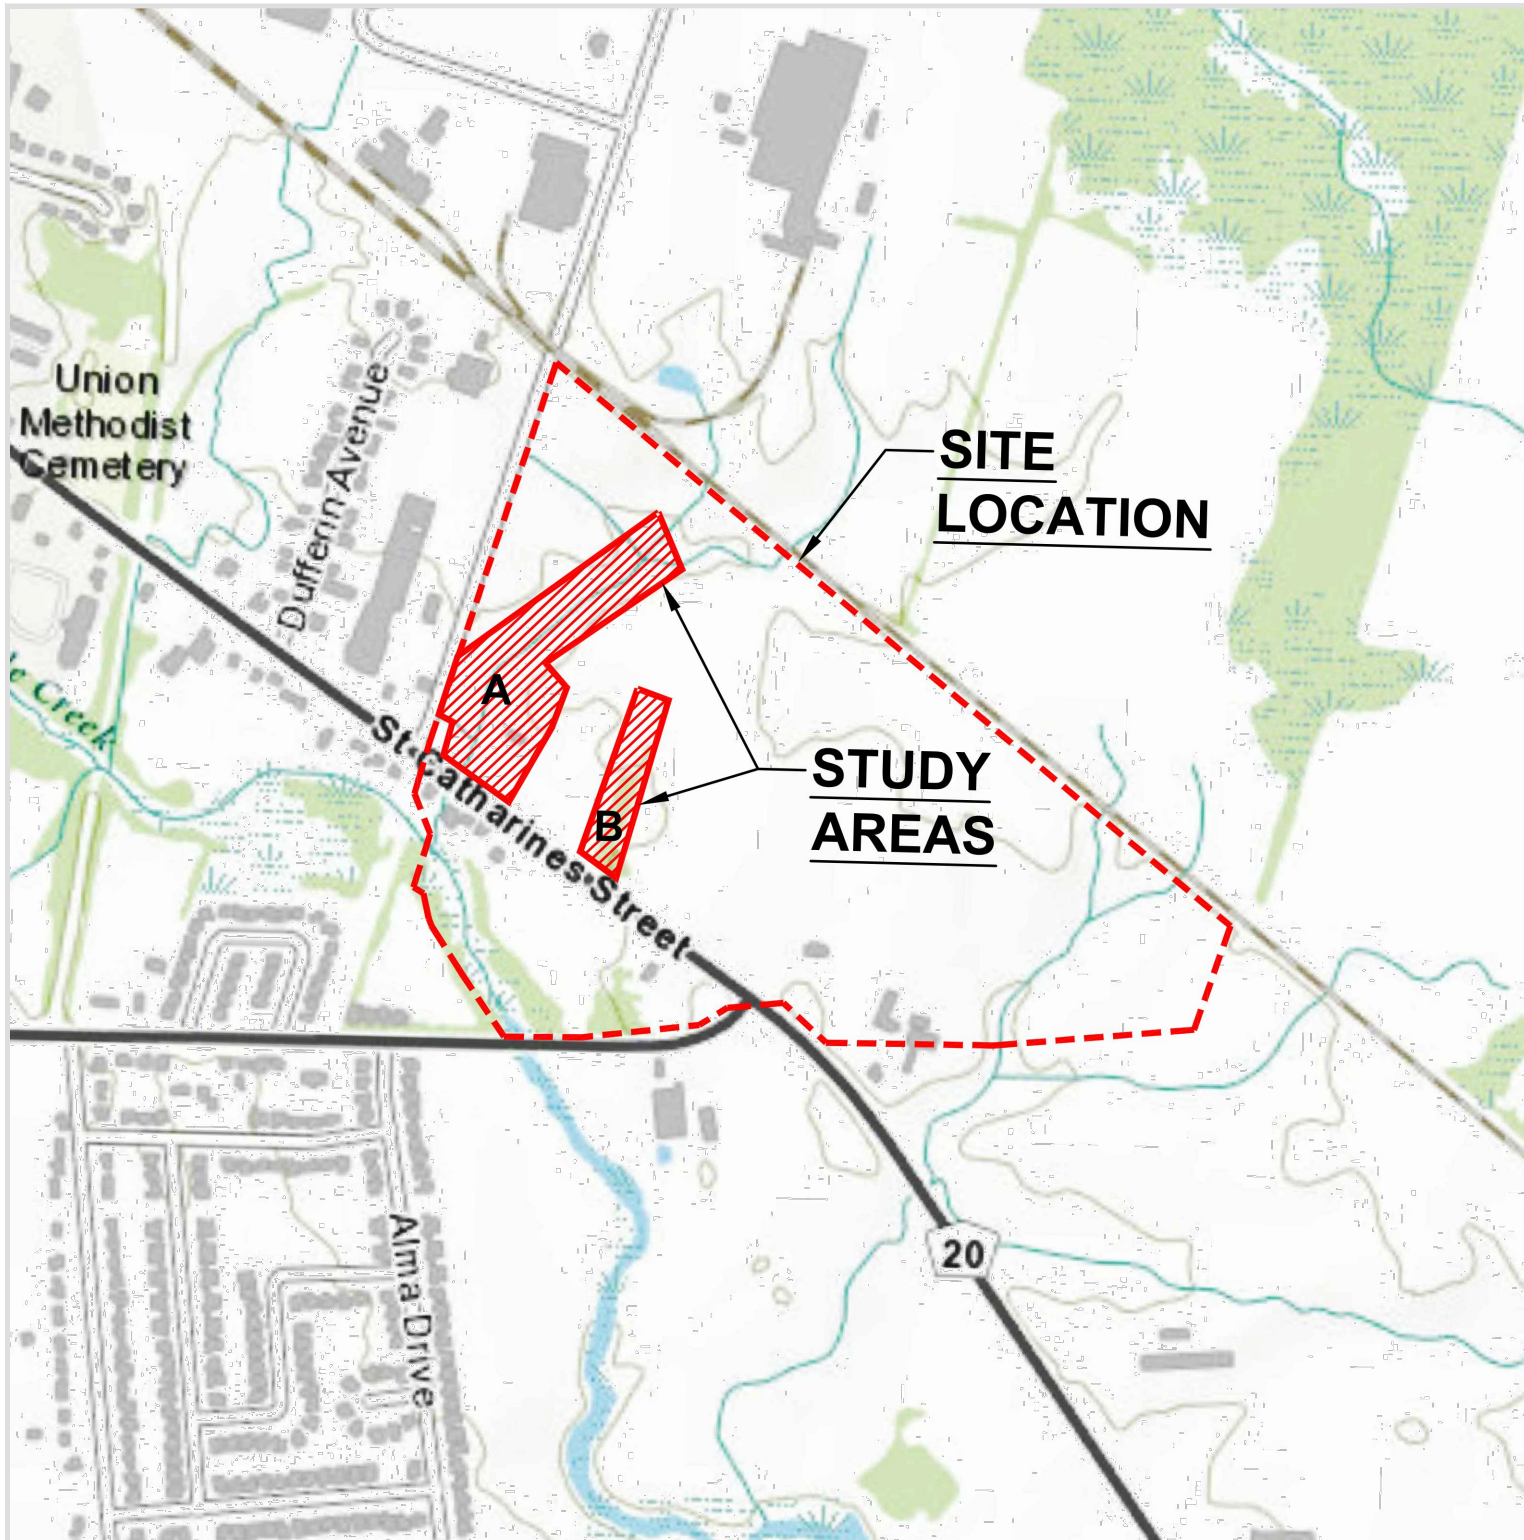 Union
Methodist
Cemetery
Dufferin Avenue
SITE
LOCATION
A
B
STUDY
AREAS
St. Catharines Street
Creek
20
Alma Drive